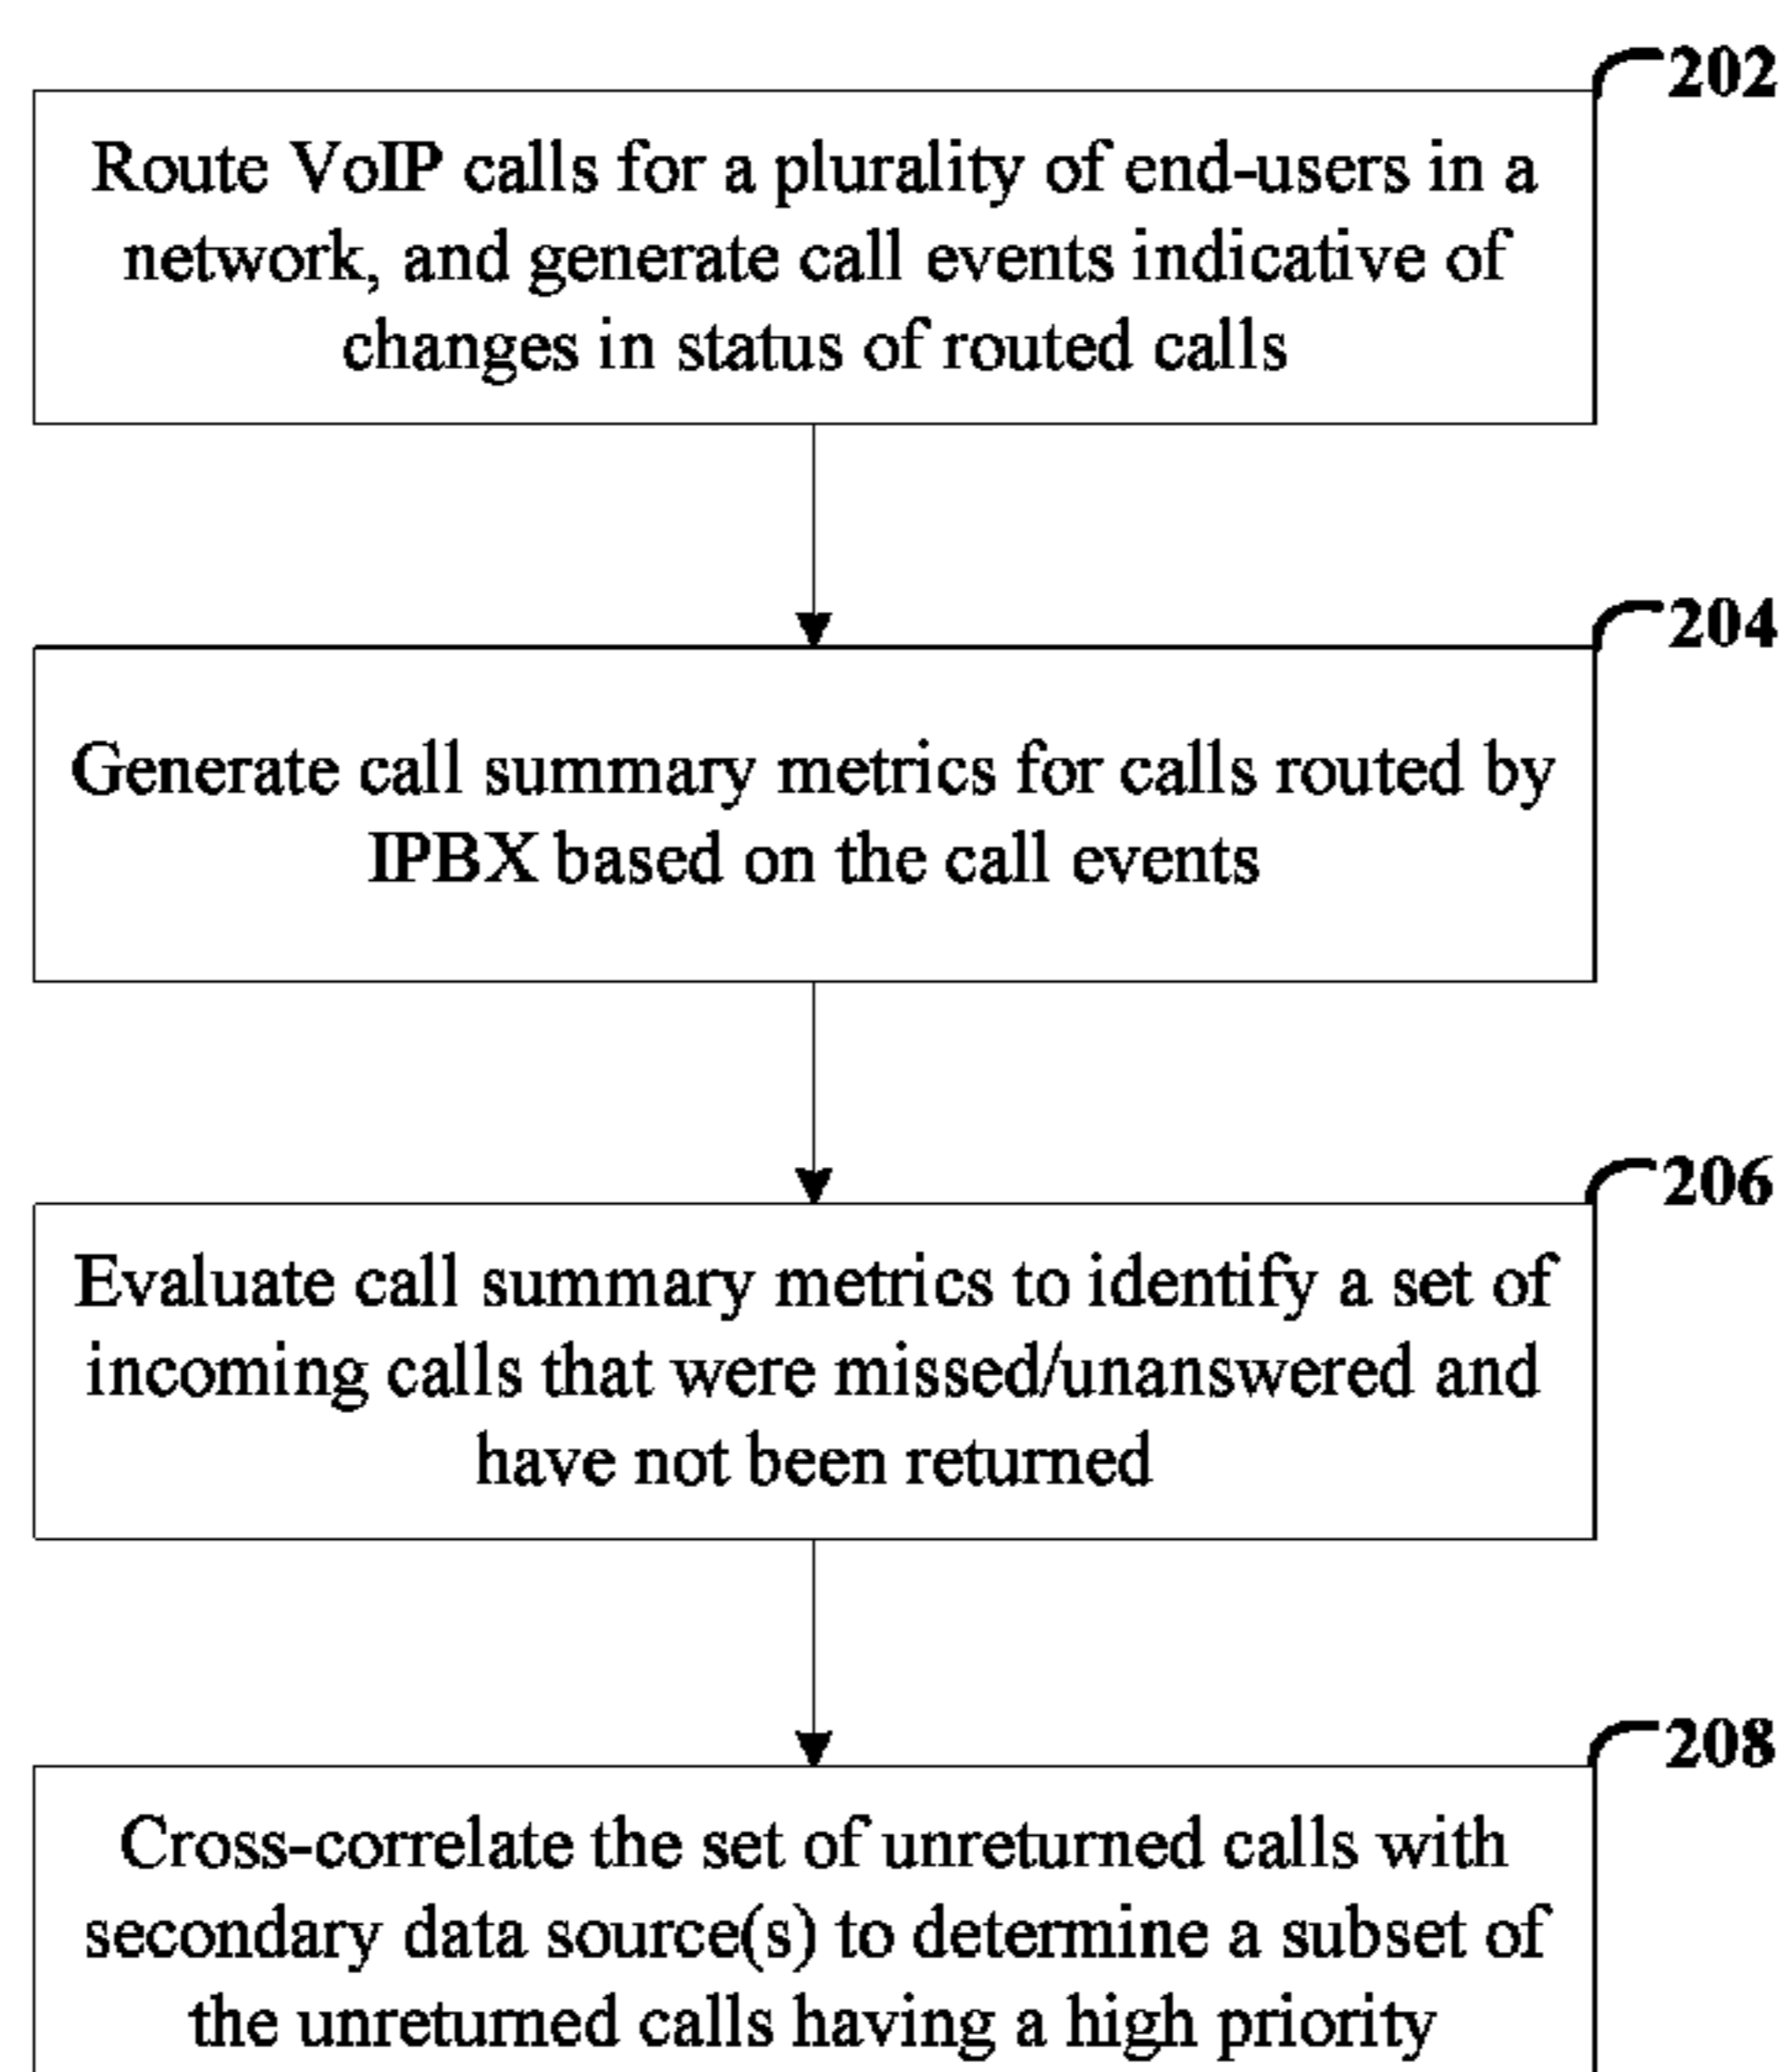 202
Route VoIP calls for a plurality of end-users in a
network, and generate call events indicative of
changes in status of routed calls
204
Generate call summary metrics for calls routed by
IPBX based on the call events
206
Evaluate call summary metrics to identify a set of
incoming calls that were missed/unanswered and
have not been returned
208
Cross-correlate the set of unreturned calls with
secondary data source(s) to determine a subset of
the unreturned calls having a high priority